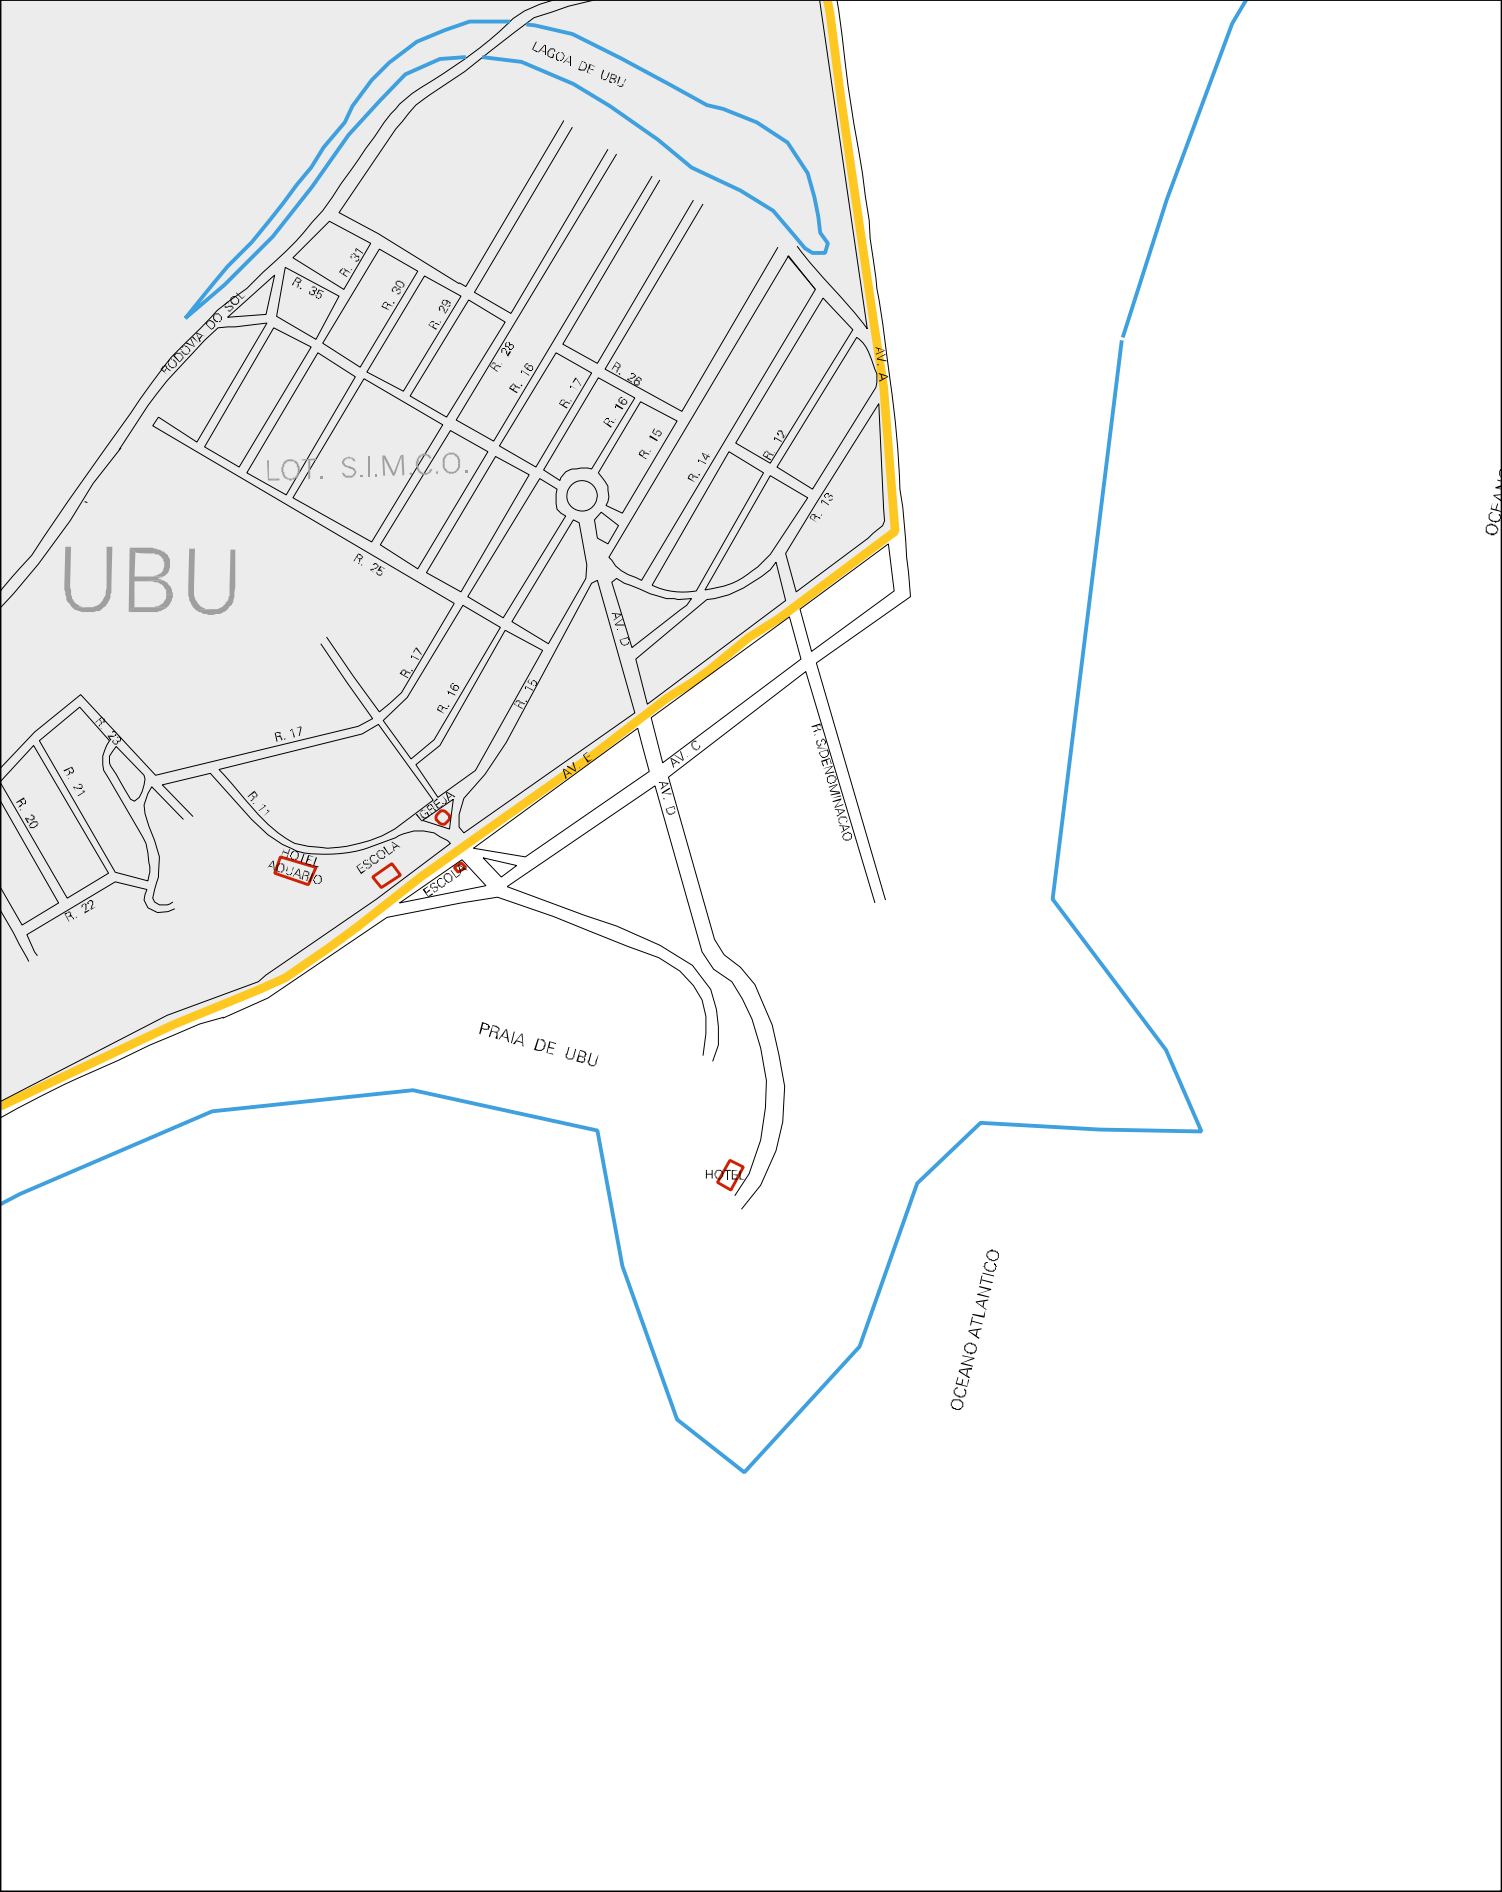 LAGOA DE UBU
R. 31
R. 35
R. 30
R. 29
RODOVIA DO SOL
R. 28
R. 16
R. 26
R. 17
R. 16
R. 15
AV. A
R. 14
R. 12
R. 13
LOT. S.I.M.C.O.
UBU
R. 25
AV. D
R. 17
R. 16
R. 15
R. 23
R. 17
R. 21
R. 20
R. 11
AV. C
AV. D
R. S/DENOMINACAO
IGREJA
HOTEL
AQUARIO
ESCOLA
ESCOLA
R. 22
PRAIA DE UBU
HOTEL
OCEANO ATLANTICO